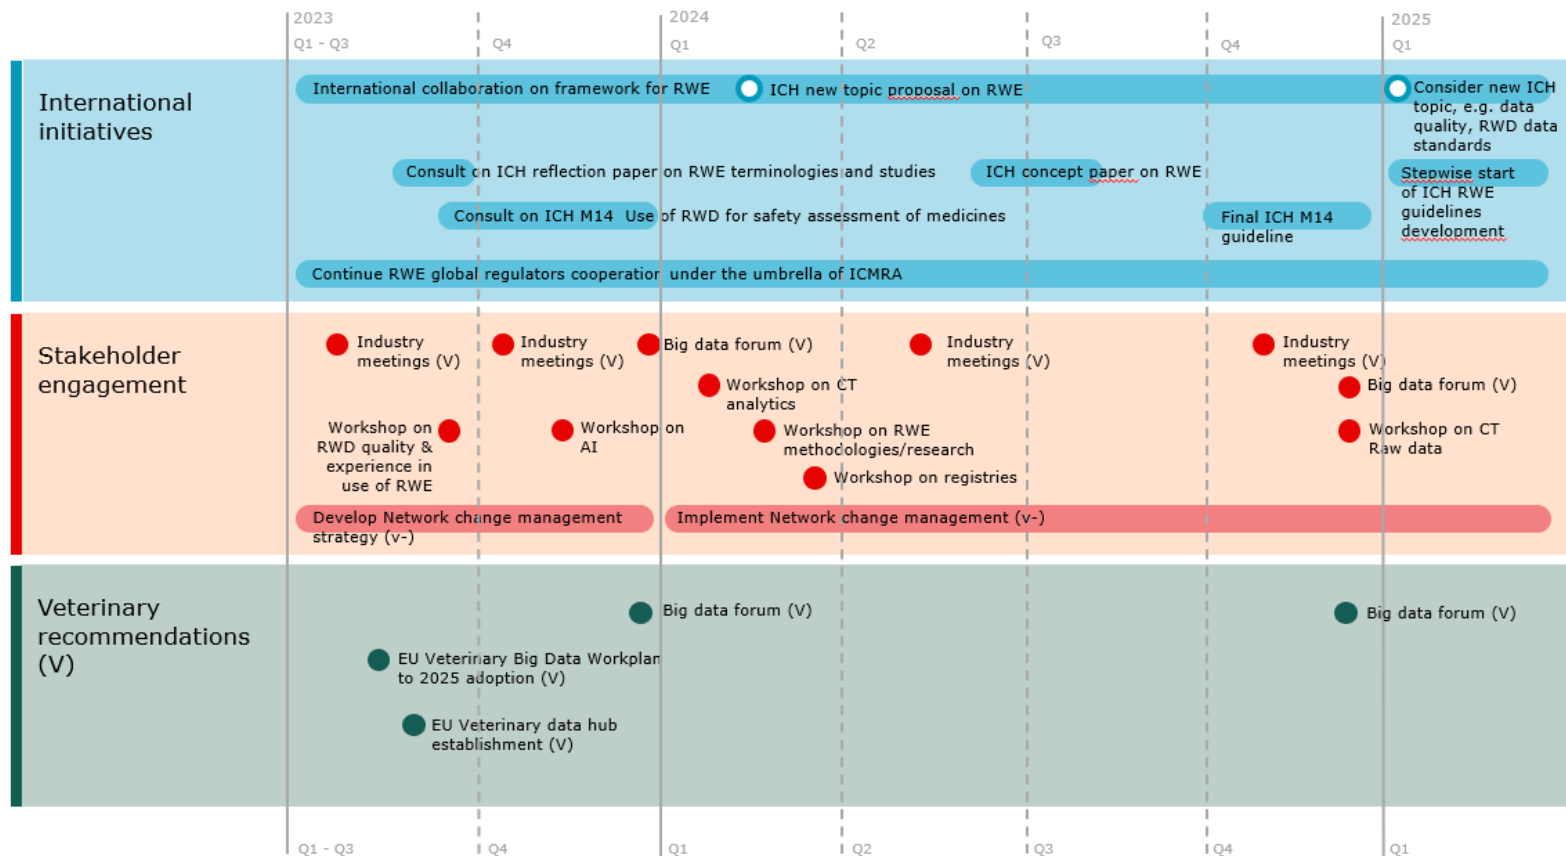 2023
2024
2025
Q1 - Q3
Q4
Q1
Q2
Q3
Q4
Q1
International
initiatives
International collaboration on framework for RWE
ICH new topic proposal on RWE
Consider new ICH
topic, e.g. data
quality, RWD data
standards
Consult on ICH reflection paper on RWE terminologies and studies
ICH concept paper on RWE
Stepwise start
of ICH RWE
guidelines
development
Consult on ICH M14 Use of RWD for safety assessment of medicines
Final ICH M14
guideline
Continue RWE global regulators cooperation under the umbrella of ICMRA
Stakeholder
engagement
Industry
meetings (V)
Industry
meetings (V)
Big data forum (V)
Industry
meetings (V)
Industry
meetings (V)
Workshop on CT
analytics
Big data forum (V)
Workshop on
RWD quality &
experience in
use of RWE
Workshop on
AI
Workshop on RWE
methodologies/research
Workshop on CT
Raw data
Workshop on registries
Develop Network change management
strategy (v-)
Implement Network change management (v-)
Veterinary
recommendations
(V)
Big data forum (V)
Big data forum (V)
EU Veterinary Big Data Workplan
to 2025 adoption (V)
EU Veterinary data hub
establishment (V)
Q1 - Q3
Q4
Q1
Q2
Q3
Q4
Q1